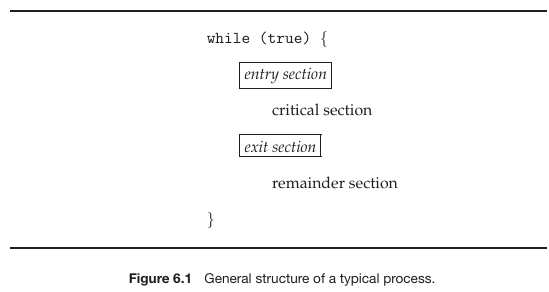 while (true) {
entry section
critical section
exit section
remainder section
}
Figure 6.1 General structure of a typical process.